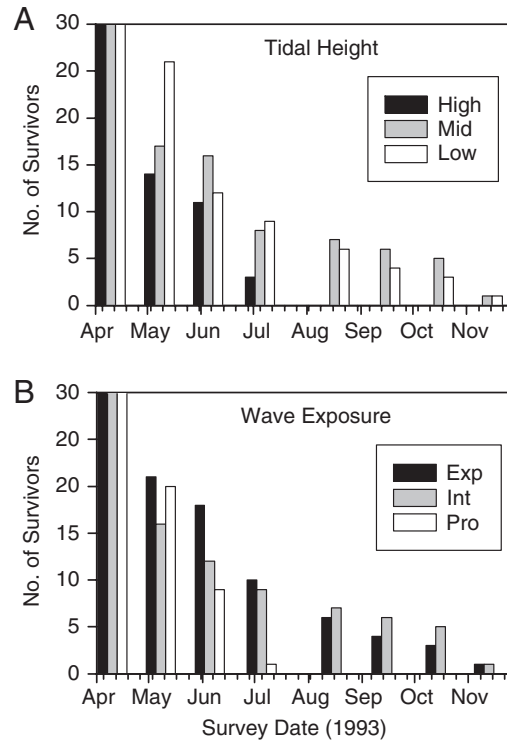 A
Tidal Height
High
Mid
Low
No. of Survivors
30
20
20
15
10
5
0
Apr May Jun Jul Aug Sep Oct Nov
B
Wave Exposure
Exp
Int
Pro
No. of Survivors
30
20
20
15
10
5
0
Apr May Jun Jul Aug Sep Oct Nov
Survey Date (1993)